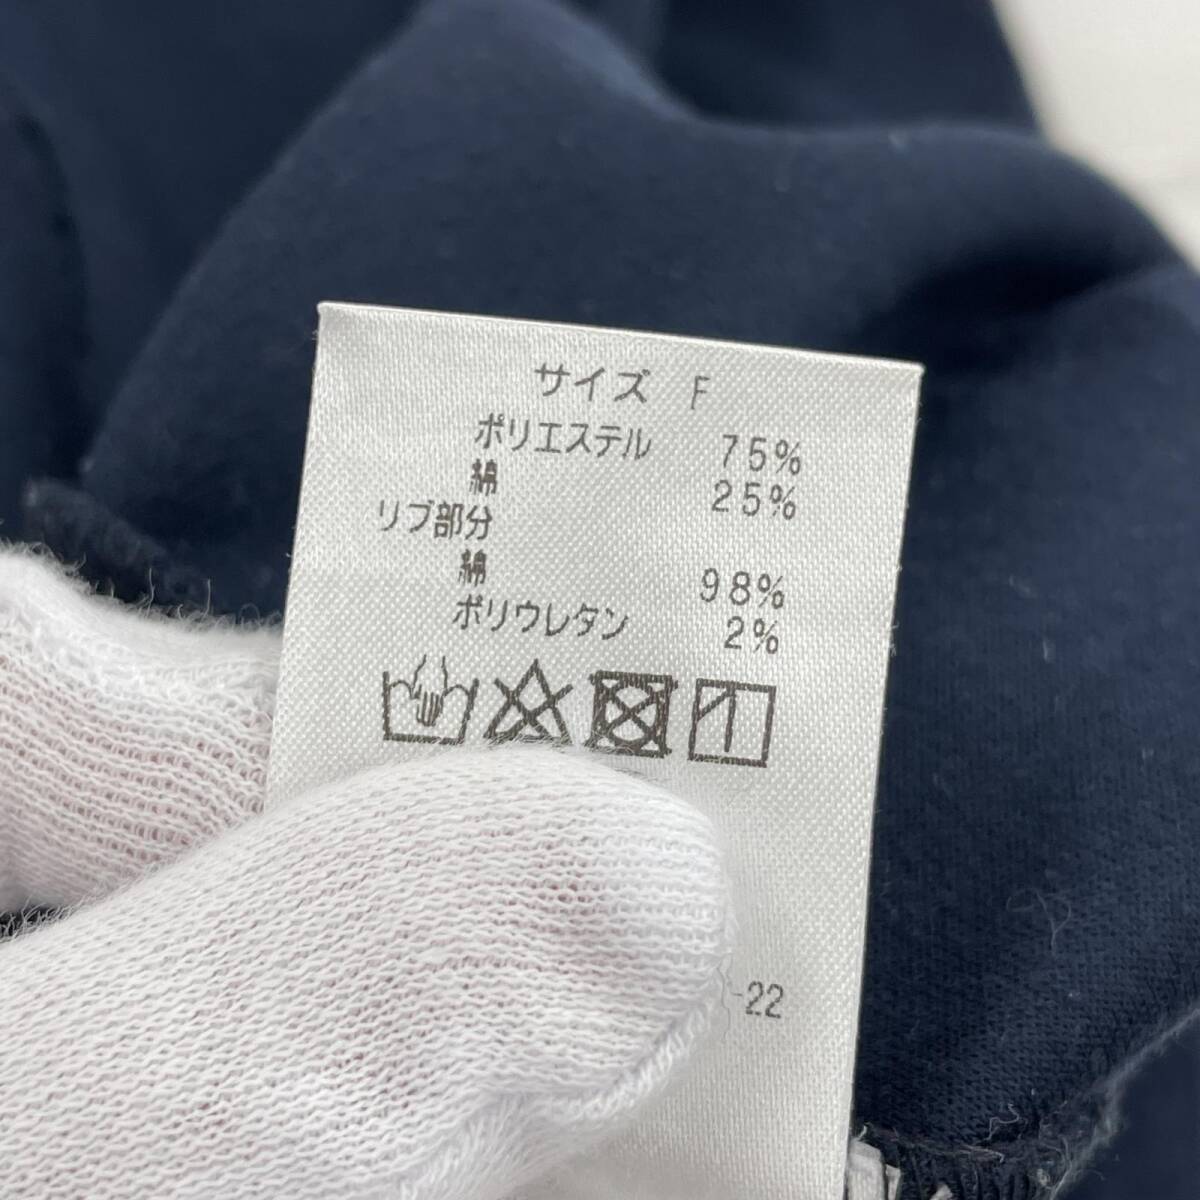 サイズ F
ポリエステル 75%
綿 25%
リブ部分
綿 98%
ポリウレタン 2%
-22